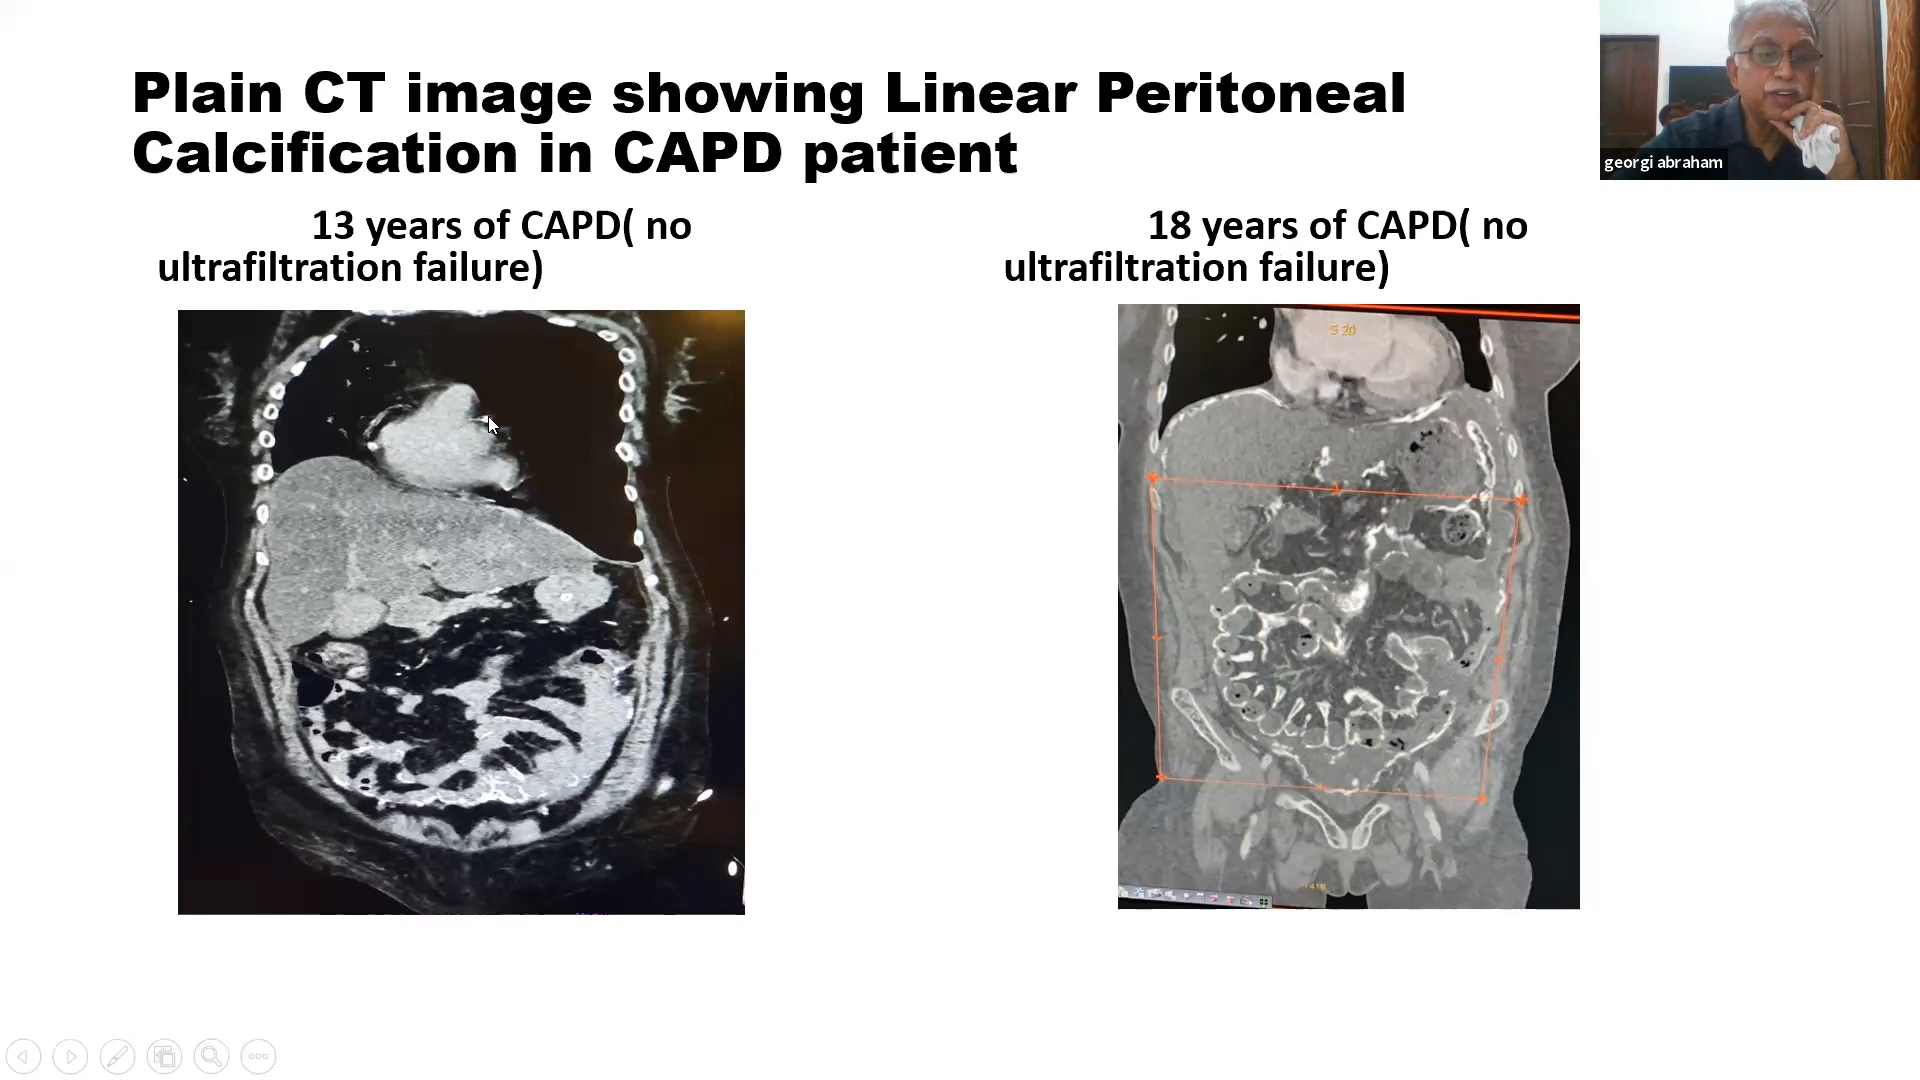 Plain CT image showing Linear Peritoneal
Calcification in CAPD patient
georgi abraham
13 years of CAPD( no
ultrafiltration failure)
18 years of CAPD( no
ultrafiltration failure)
S 20